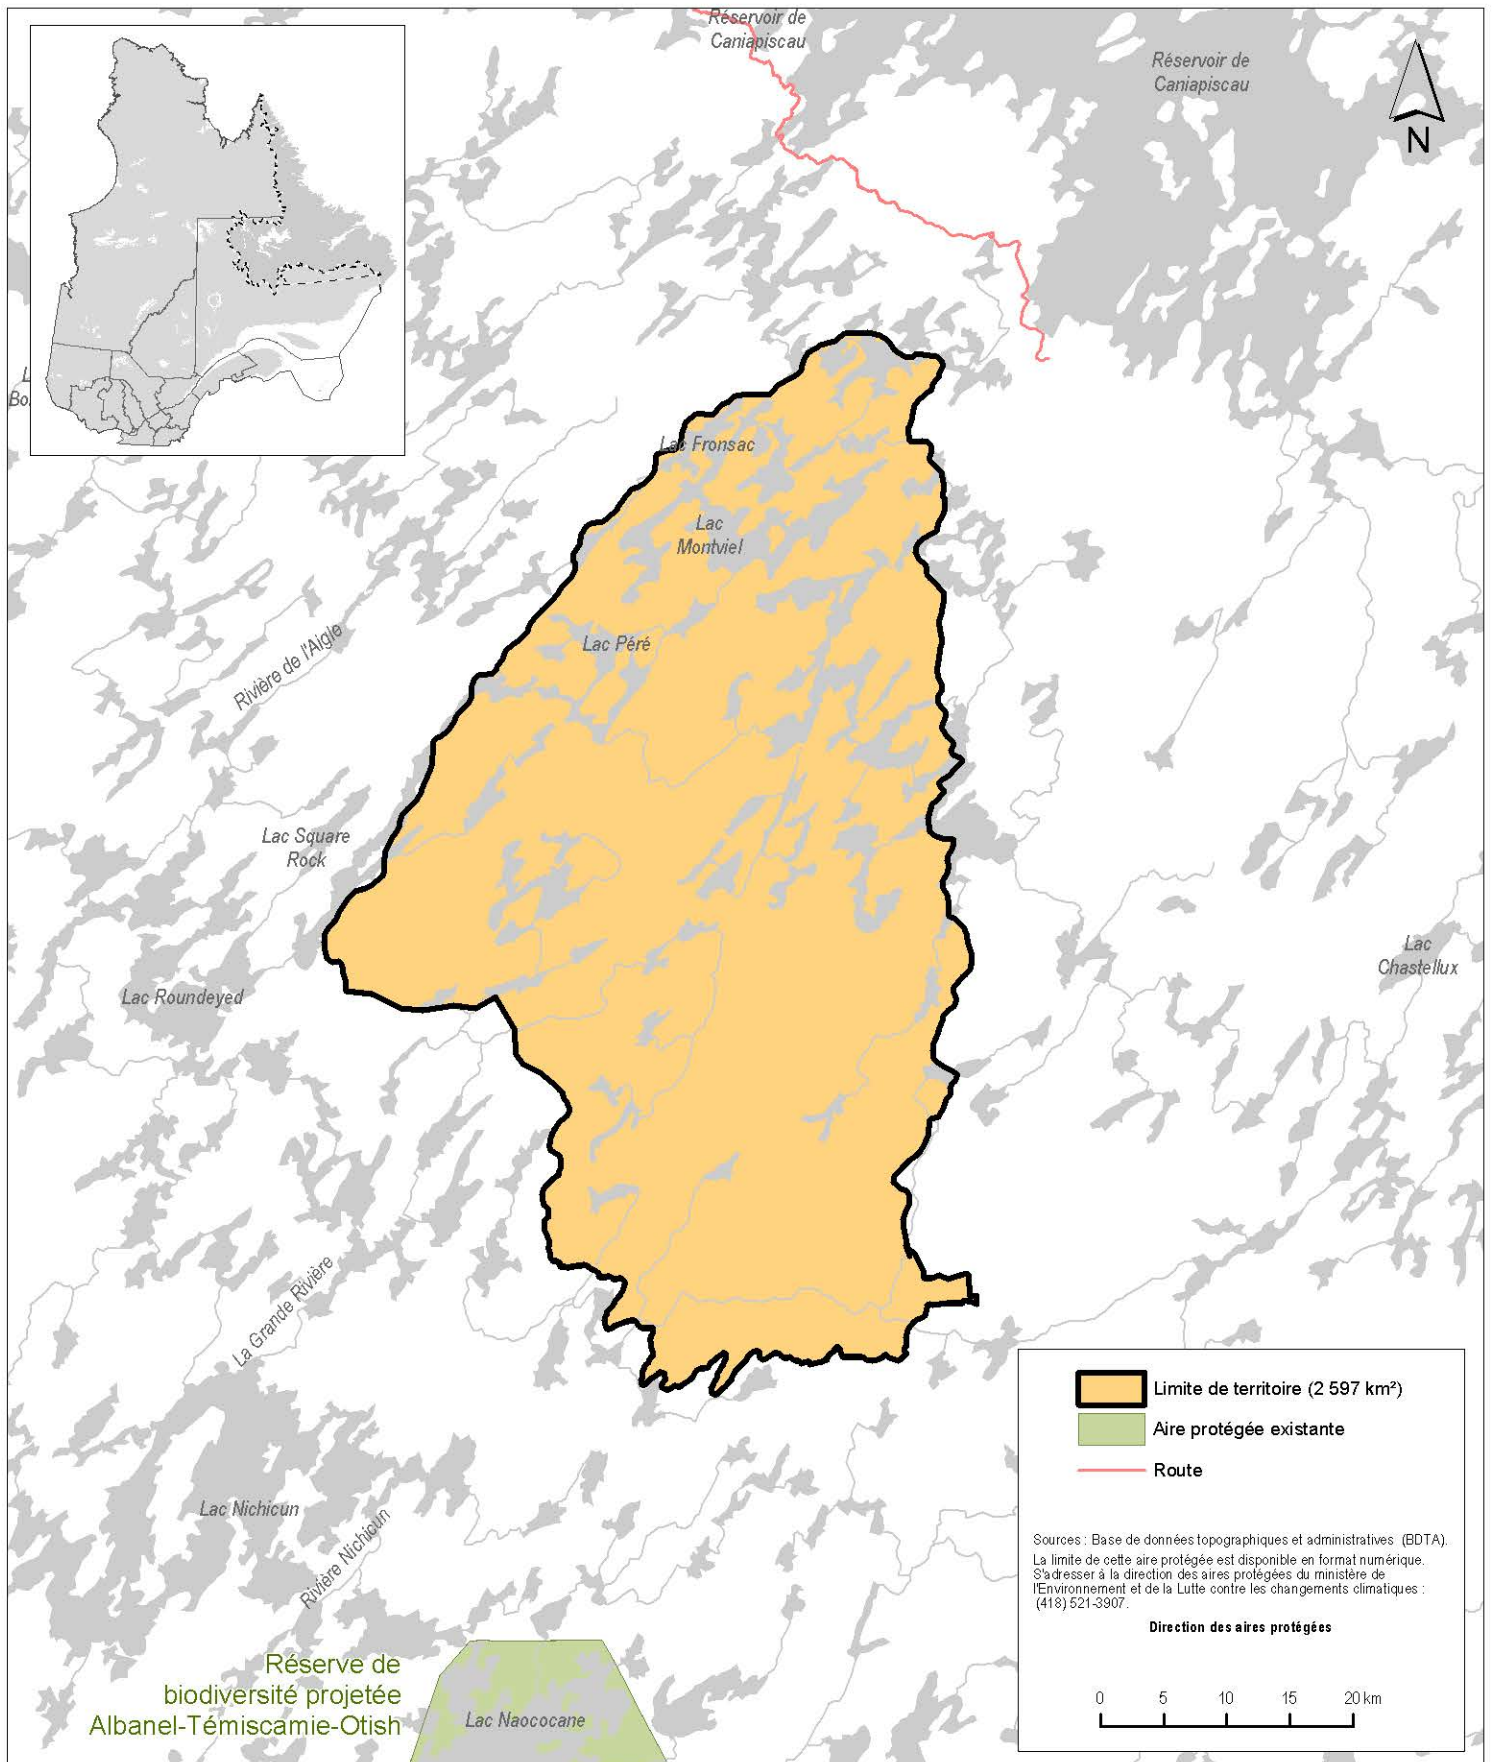 Réservoir de
Caniapiscau
Réservoir de
Caniapiscau
N
Lac Fronsac
Lac
Montviel
Lac Péré
Rivière de l'Aigle
Lac Square
Rock
Lac Roundeyed
Lac
Chastellux
La Grande Rivière
Lac Nichicun
Rivière Nichicun
Réserve de
biodiversité projetée
Albanel-Témiscamie-Otish
Lac Naococane
Limite de territoire (2 597 km²)
Aire protégée existante
Route
Sources : Base de données topographiques et administratives (BDTA).
La limite de cette aire protégée est disponible en format numérique.
S'adresser à la direction des aires protégées du ministère de
l'Environnement et de la Lutte contre les changements climatiques :
(418) 521-3907.
Direction des aires protégées
0 5 10 15 20 km